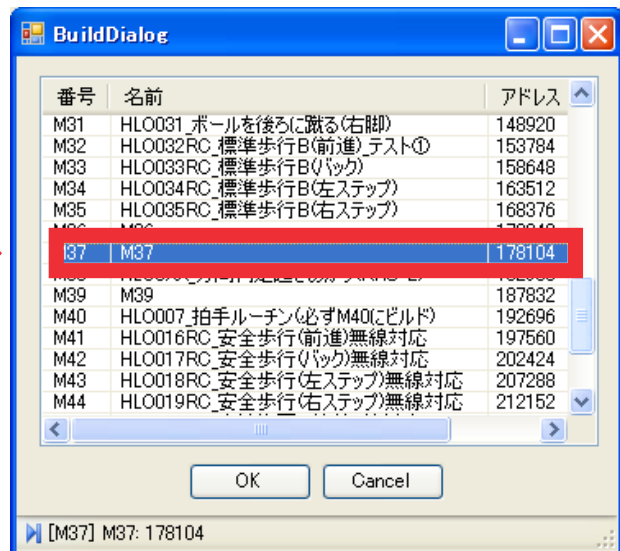 BuildDialog
番号 名前 アドレス
M31 HLO0031_ボールを後ろに蹴る(右脚) 148920
M32 HLO0032RC_標準歩行B(前進)_テスト① 153784
M33 HLO0033RC_標準歩行B(バック) 158648
M34 HLO0034RC_標準歩行B(左ステップ) 163512
M35 HLO0035RC_標準歩行B(右ステップ) 168376
M37 M37 178104
M39 M39 187832
M40 HLO0007_拍手ルーチン(必ずM40にビルド) 192696
M41 HLO0016RC_安全歩行(前進)無線対応 197560
M42 HLO0017RC_安全歩行(バック)無線対応 202424
M43 HLO0018RC_安全歩行(左ステップ)無線対応 207288
M44 HLO0019RC_安全歩行(右ステップ)無線対応 212152
OK Cancel
[M37] M37: 178104